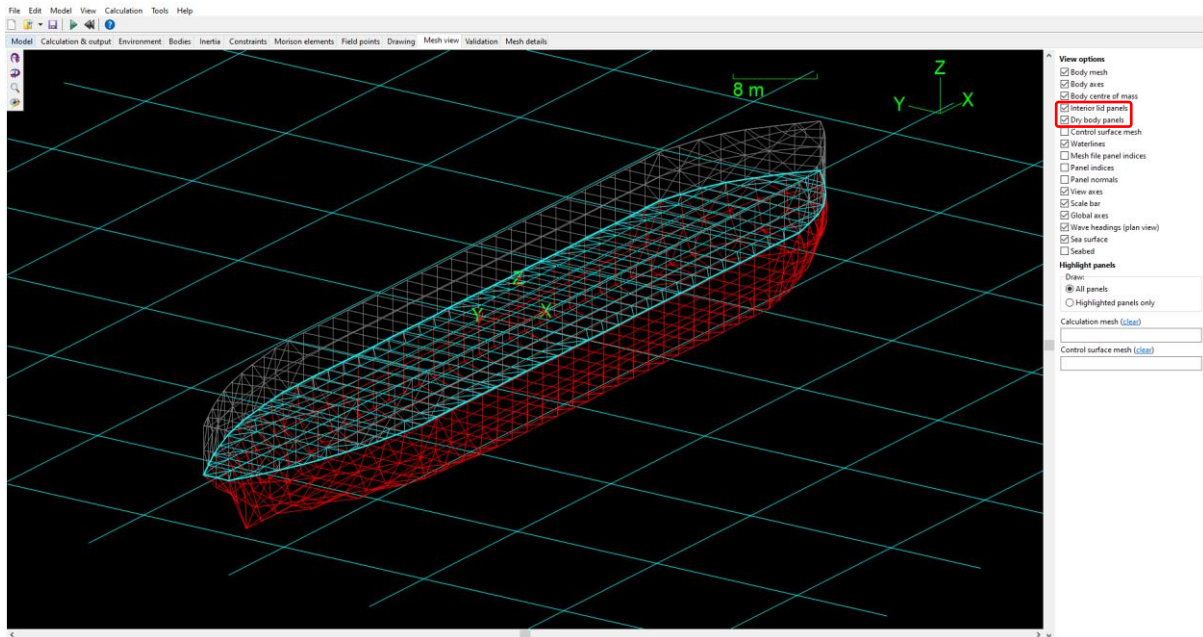 File Edit Model View Calculation Tools Help
Model Calculation & output Environment Bodies Inertia Constraints Morison elements Field points Drawing Mesh view Validation Mesh details
8 m
Z
Y
X
Z
Y
X
View options
Body mesh
Body axes
Body centre of mass
Interior lid panels
Dry body panels
Control surface mesh
Waterlines
Mesh file panel indices
Panel indices
Panel normals
View axes
Scale bar
Global axes
Wave headings (plan view)
Sea surface
Seabed
Highlight panels
Draw:
All panels
Highlighted panels only
Calculation mesh (clear)
Control surface mesh (clear)